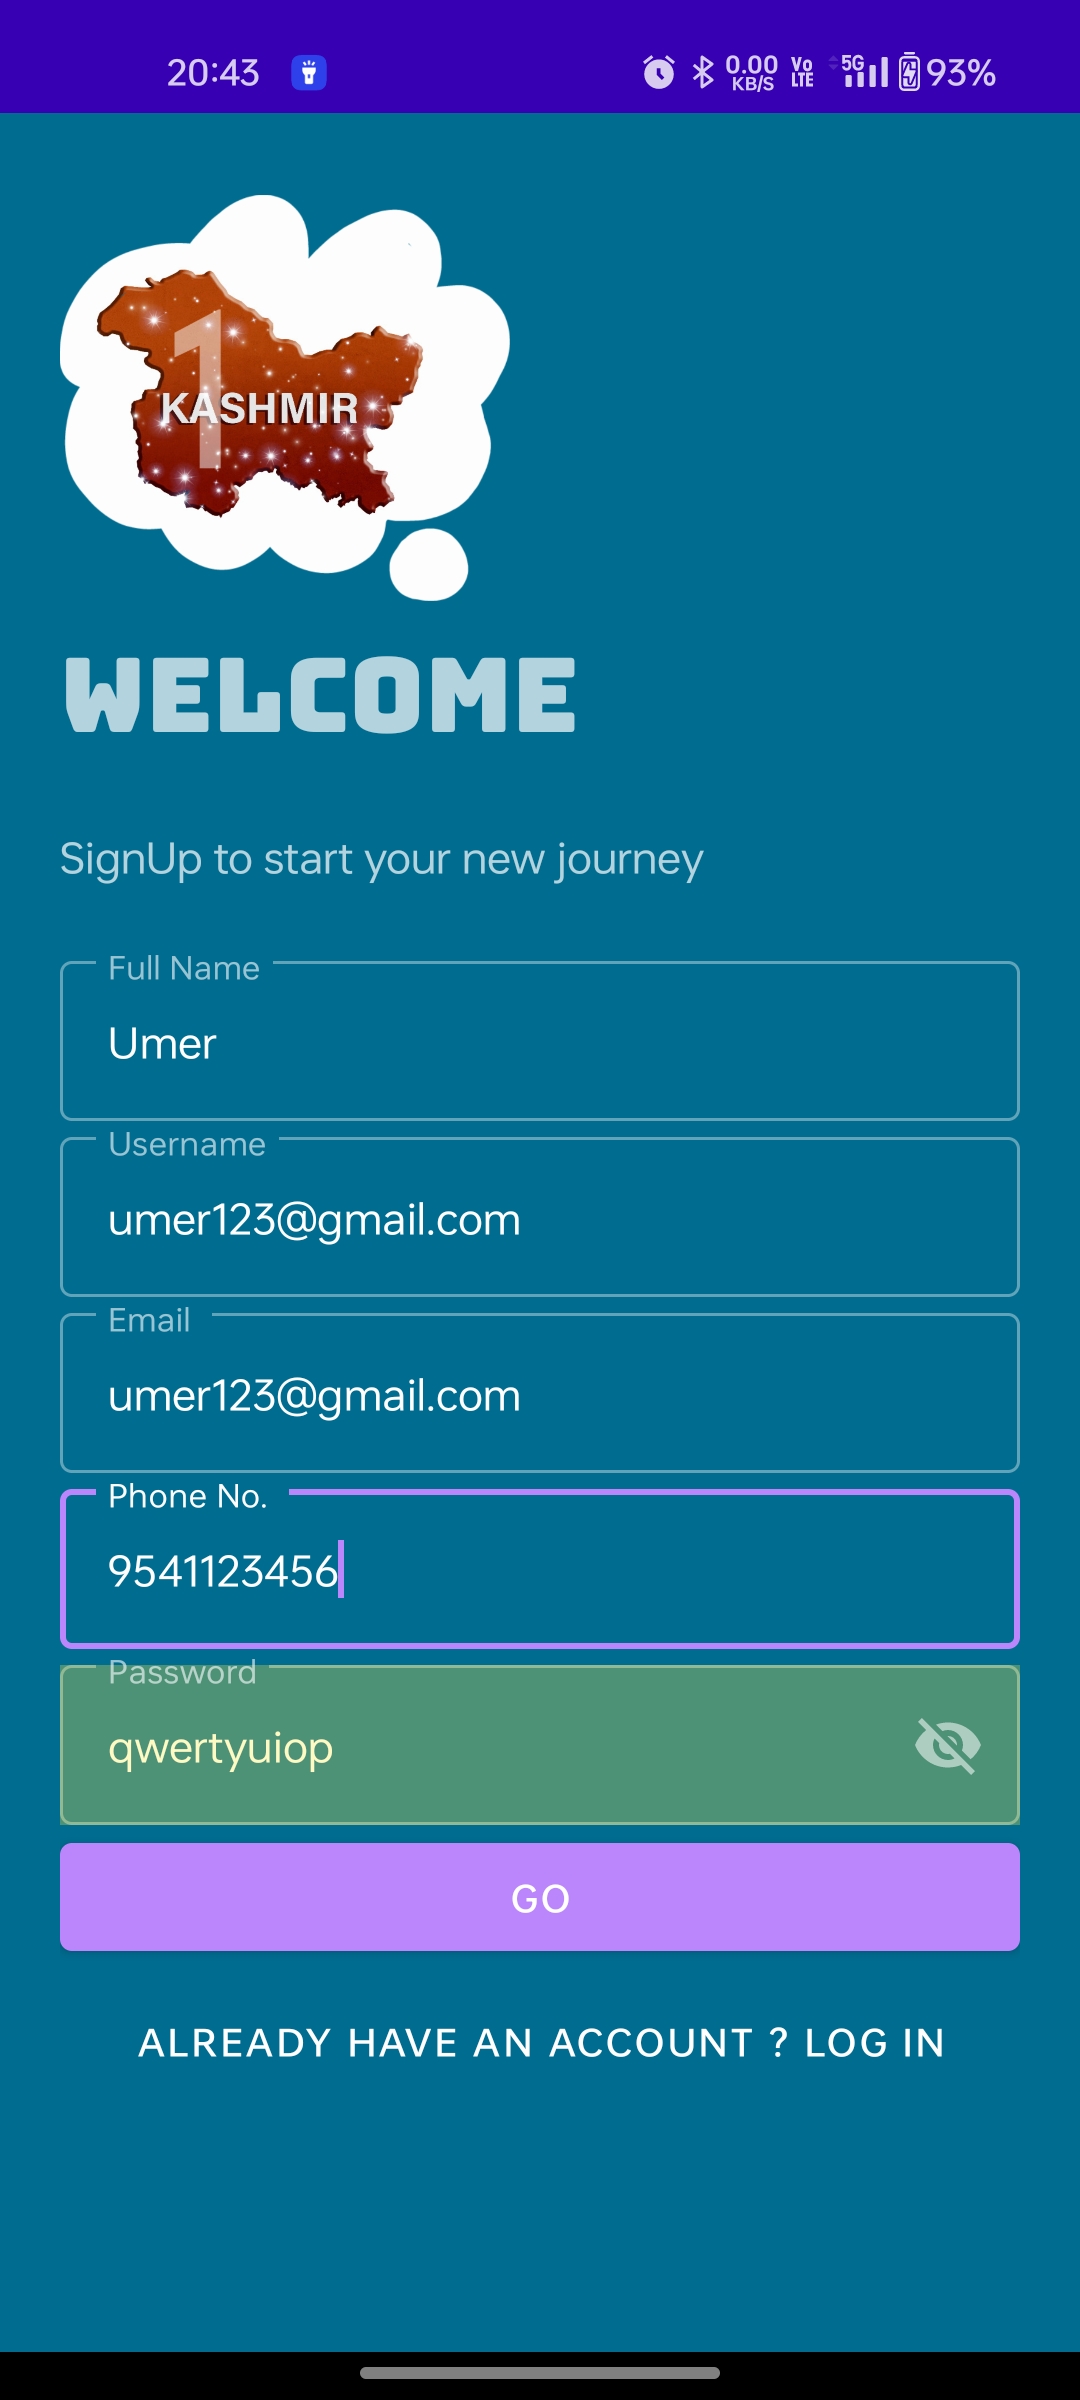 20:43
0.00 KB/S Vo LTE 5G 93%
1
KASHMIR
WELCOME
SignUp to start your new journey
Full Name
Umer
Username
umer123@gmail.com
Email
umer123@gmail.com
Phone No.
9541123456
Password
qwertyuiop
GO
ALREADY HAVE AN ACCOUNT ? LOG IN